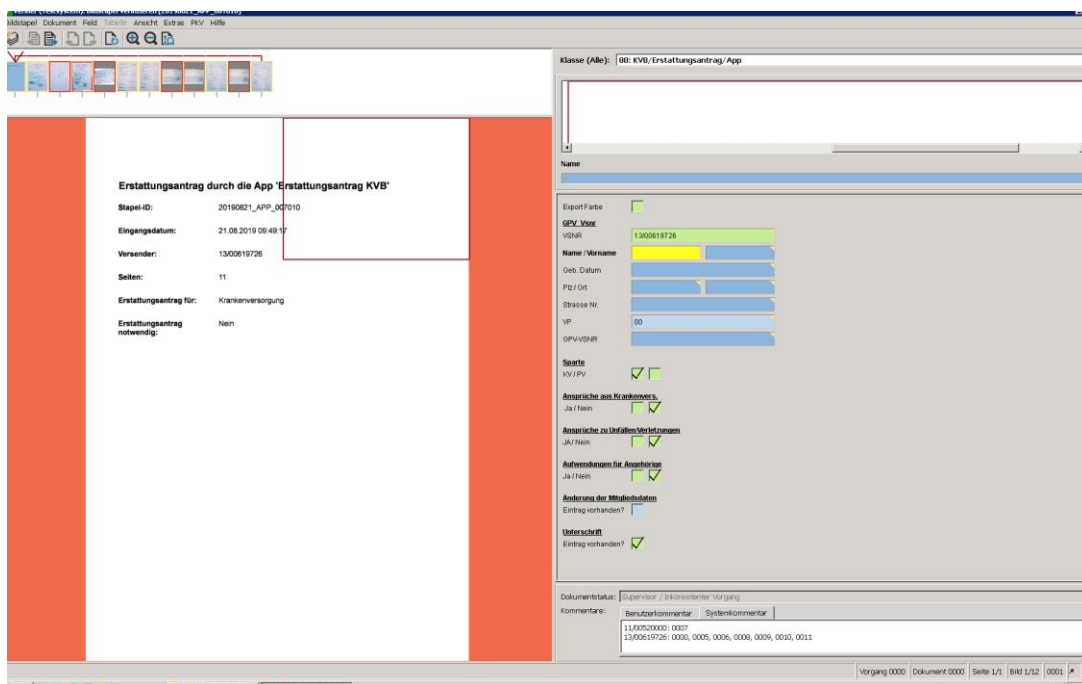 Verifier (Testsystem): Bildstapel verifizieren [20190821_APP_007010]
Bildstapel Dokument Feld Tabelle Ansicht Extras PKV Hilfe
Klasse (Alle): 88: KVB/Erstattungsantrag/App
Name
Erstattungsantrag durch die App 'Erstattungsantrag KVB'
Stapel-ID: 20190821_APP_007010
Eingangsdatum: 21.08.2019 09:49:17
Versender: 13/00619726
Seiten: 11
Erstattungsantrag für: Krankenversorgung
Erstattungsantrag Nein
notwendig:
Export Farbe
GPV_Vsnr
VSNR 13/00619726
Name / Vorname
Geb. Datum
Plz / Ort
Strasse Nr.
VP 00
OPV-VSNR
Sparte
KV / PV
Ansprüche aus Krankenvers.
Ja / Nein
Ansprüche zu Unfällen/Verletzungen
JA / Nein
Aufwendungen für Angehörige
Ja / Nein
Änderung der Mitgliedsdaten
Eintrag vorhanden?
Unterschrift
Eintrag vorhanden?
Dokumentstatus: Supervisor / Inkonsistenter Vorgang
Kommentare: Benutzerkommentar Systemkommentar
11/00520000: 0007
13/00619726: 0000, 0005, 0006, 0008, 0009, 0010, 0011
Vorgang 0000 Dokument 0000 Seite 1/1 Bild 1/12 0001